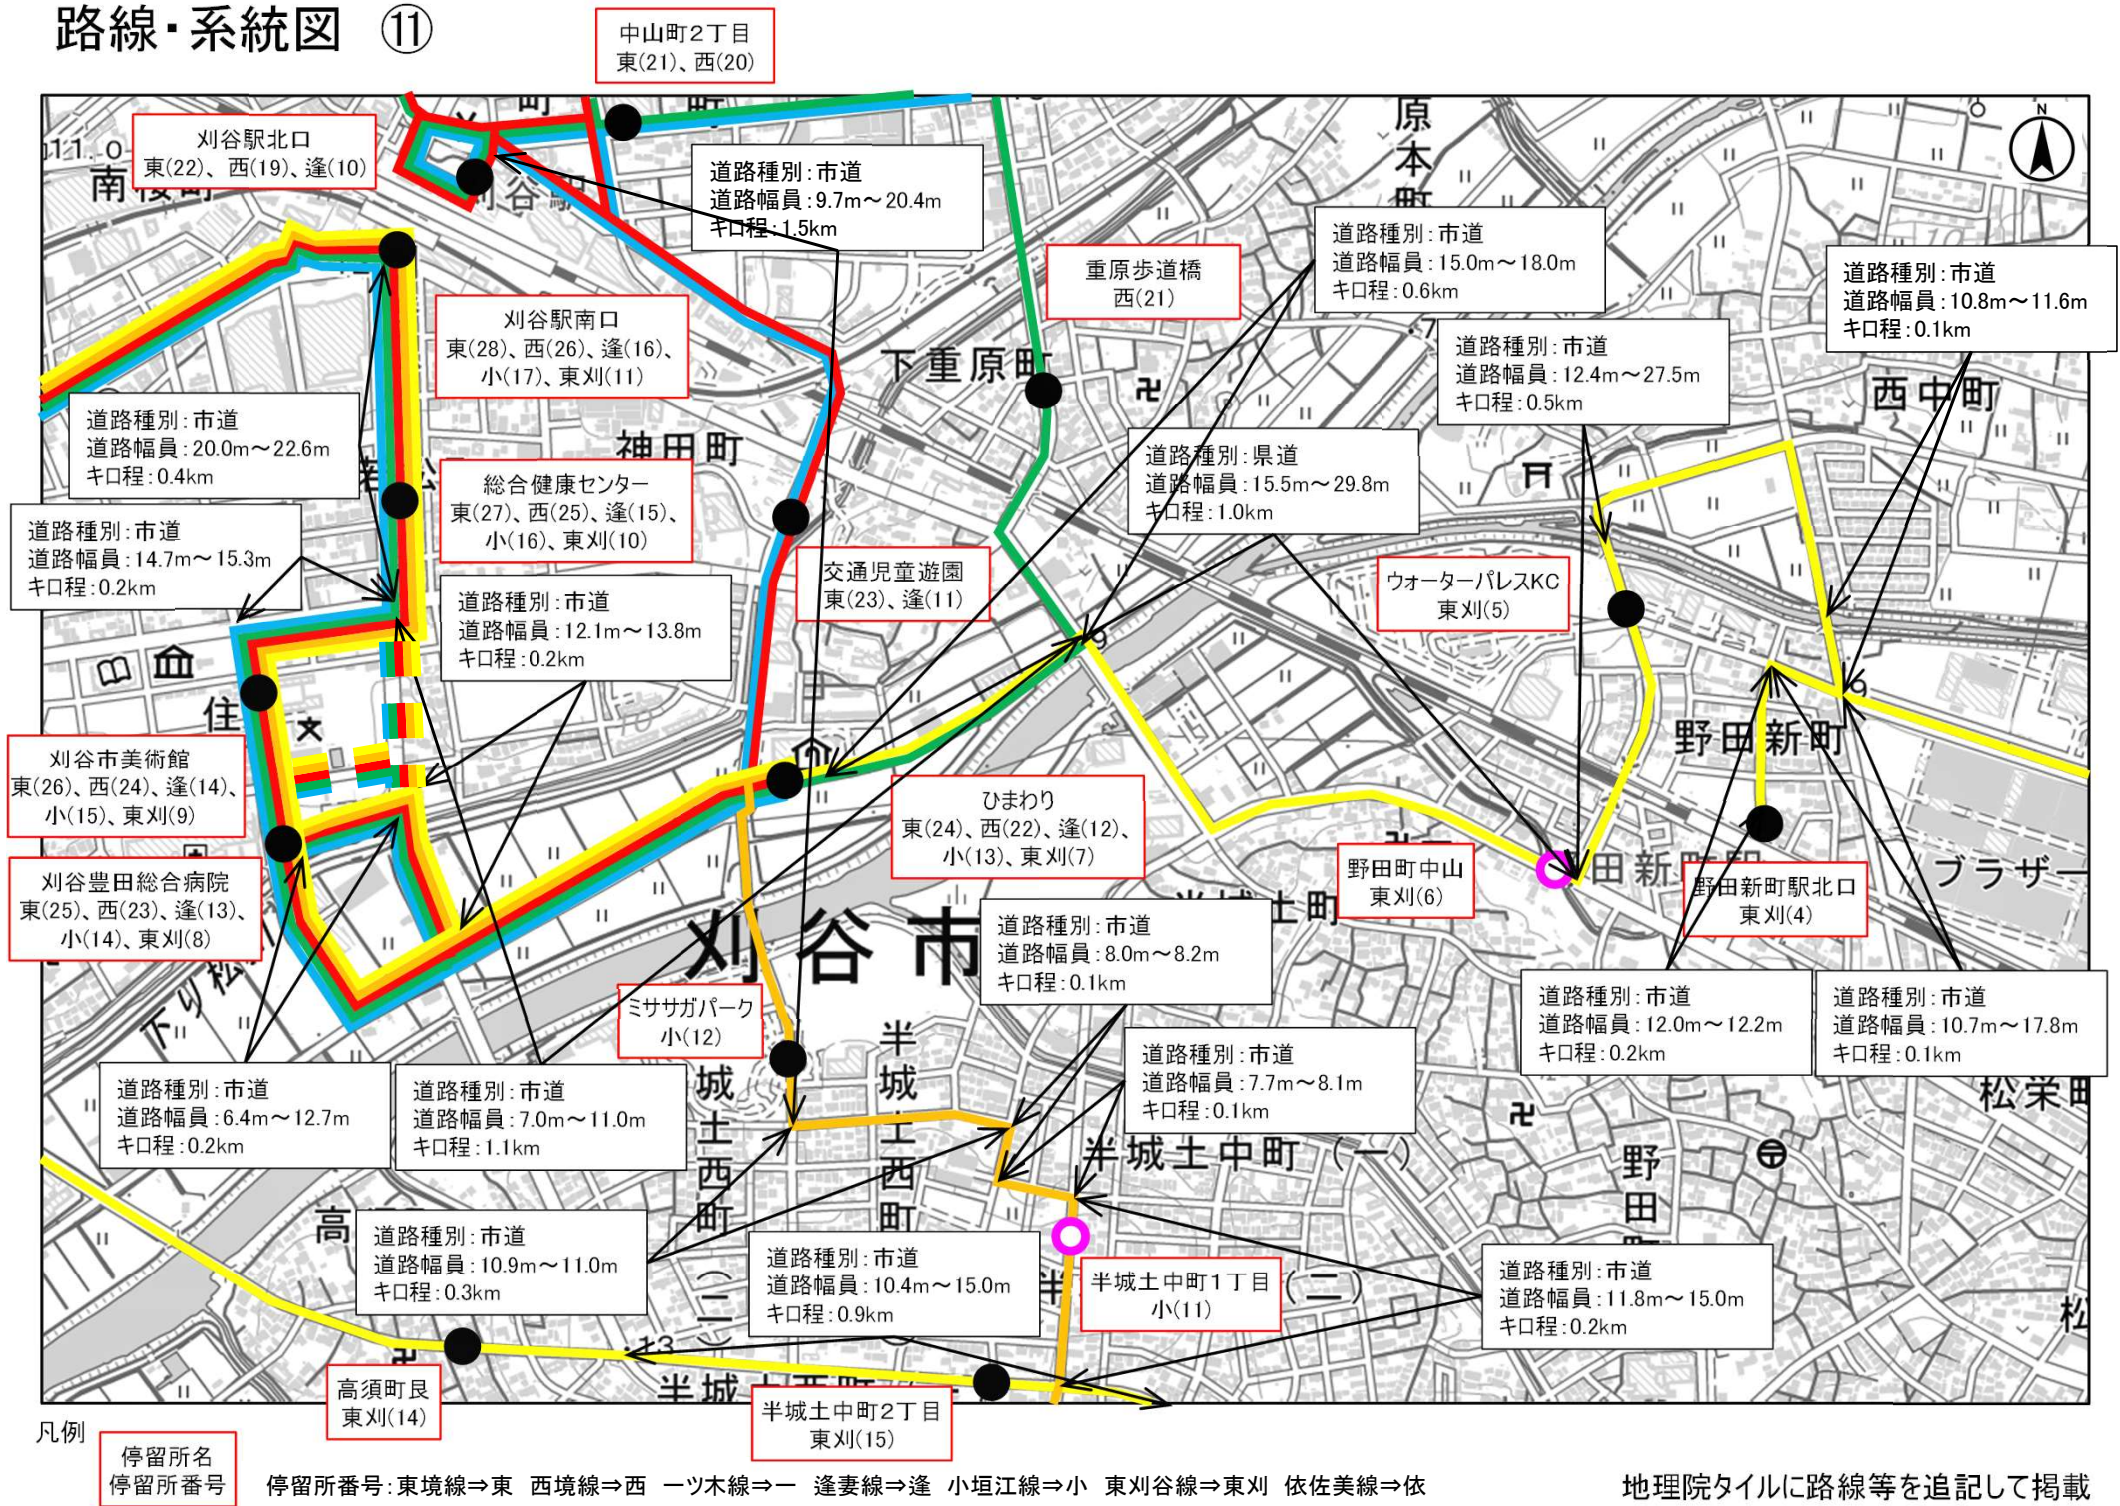 路線・系統図 ⑪
中山町２丁目
東(21)、西(20)
刈谷駅北口
東(22)、西(19)、逢(10)
道路種別：市道
道路幅員：9.7m～20.4m
キロ程：1.5km
道路種別：市道
道路幅員：15.0m～18.0m
キロ程：0.6km
重原歩道橋
西(21)
道路種別：市道
道路幅員：10.8m～11.6m
キロ程：0.1km
刈谷駅南口
東(28)、西(26)、逢(16)、
小(17)、東刈(11)
道路種別：市道
道路幅員：12.4m～27.5m
キロ程：0.5km
道路種別：市道
道路幅員：20.0m～22.6m
キロ程：0.4km
道路種別：県道
道路幅員：15.5m～29.8m
キロ程：1.0km
総合健康センター
東(27)、西(25)、逢(15)、
小(16)、東刈(10)
道路種別：市道
道路幅員：14.7m～15.3m
キロ程：0.2km
交通児童遊園
東(23)、逢(11)
ウォーターパレスKC
東刈(5)
道路種別：市道
道路幅員：12.1m～13.8m
キロ程：0.2km
刈谷市美術館
東(26)、西(24)、逢(14)、
小(15)、東刈(9)
ひまわり
東(24)、西(22)、逢(12)、
小(13)、東刈(7)
野田町中山
東刈(6)
野田新町駅北口
東刈(4)
刈谷豊田総合病院
東(25)、西(23)、逢(13)、
小(14)、東刈(8)
道路種別：市道
道路幅員：8.0m～8.2m
キロ程：0.1km
ミササガパーク
小(12)
道路種別：市道
道路幅員：12.0m～12.2m
キロ程：0.2km
道路種別：市道
道路幅員：10.7m～17.8m
キロ程：0.1km
道路種別：市道
道路幅員：7.7m～8.1m
キロ程：0.1km
道路種別：市道
道路幅員：6.4m～12.7m
キロ程：0.2km
道路種別：市道
道路幅員：7.0m～11.0m
キロ程：1.1km
道路種別：市道
道路幅員：10.9m～11.0m
キロ程：0.3km
道路種別：市道
道路幅員：10.4m～15.0m
キロ程：0.9km
半城土中町１丁目
小(11)
道路種別：市道
道路幅員：11.8m～15.0m
キロ程：0.2km
高須町艮
東刈(14)
半城土中町２丁目
東刈(15)
下重原町
西中町
神田町
野田新町
ブラザー
刈谷市
半城土西町
半城土中町（一）
松栄町
N
凡例
停留所名
停留所番号
停留所番号：東境線⇒東 西境線⇒西 一ツ木線⇒一 逢妻線⇒逢 小垣江線⇒小 東刈谷線⇒東刈 依佐美線⇒依
地理院タイルに路線等を追記して掲載